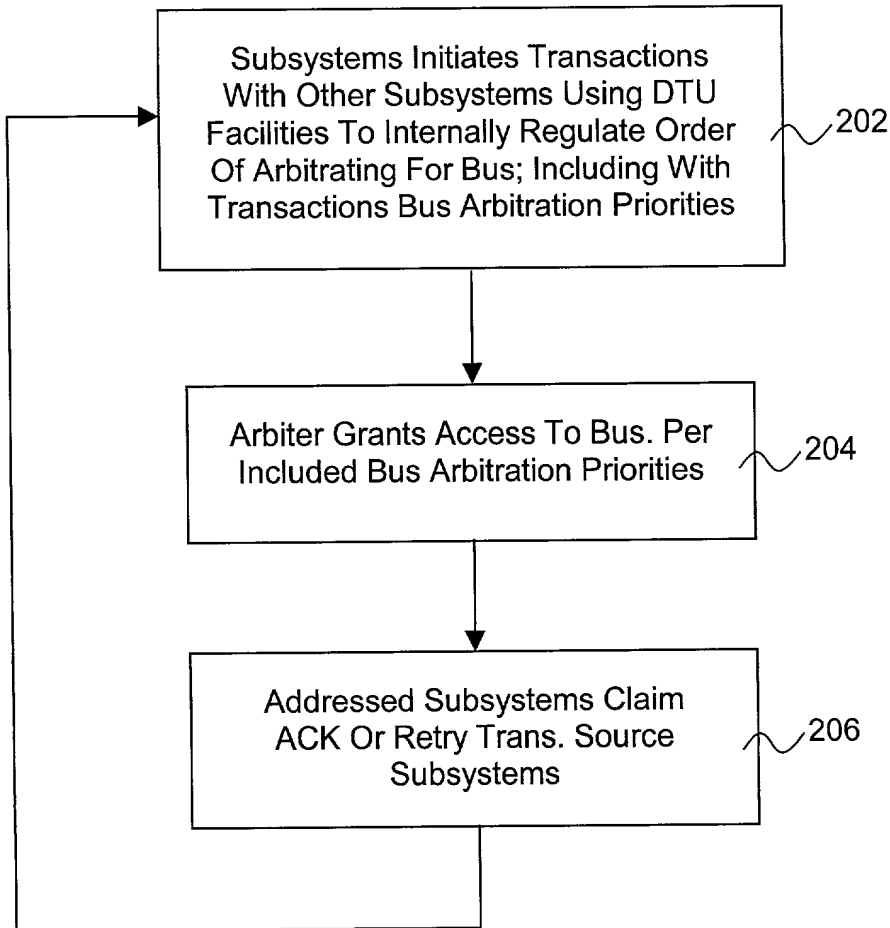 Subsystems Initiates Transactions
With Other Subsystems Using DTU
Facilities To Internally Regulate Order
Of Arbitrating For Bus; Including With
Transactions Bus Arbitration Priorities
202
Arbiter Grants Access To Bus. Per
Included Bus Arbitration Priorities
204
Addressed Subsystems Claim
ACK Or Retry Trans. Source
Subsystems
206